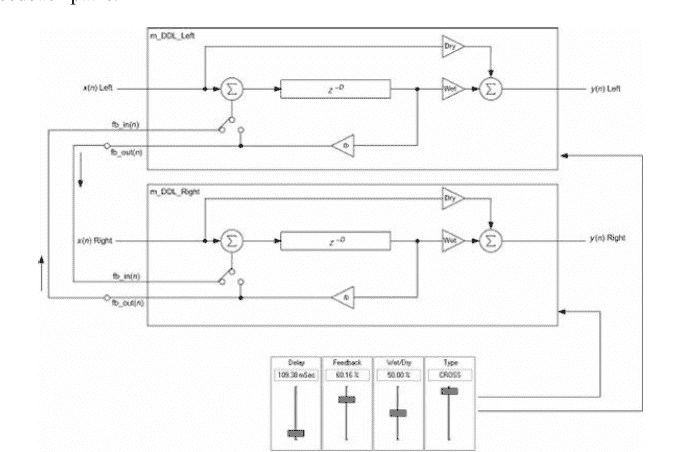 m_DDL_Left
Dry
x(n) Left
Σ
z⁻ᴰ
Wet
Σ
y(n) Left
fb_in(n)
fb_out(n)
fb
m_DDL_Right
Dry
x(n) Right
Σ
z⁻ᴰ
Wet
Σ
y(n) Right
fb_in(n)
fb_out(n)
fb
Delay Feedback Wet/Dry Type
109.38 mSec 60.16 % 50.00 % CROSS